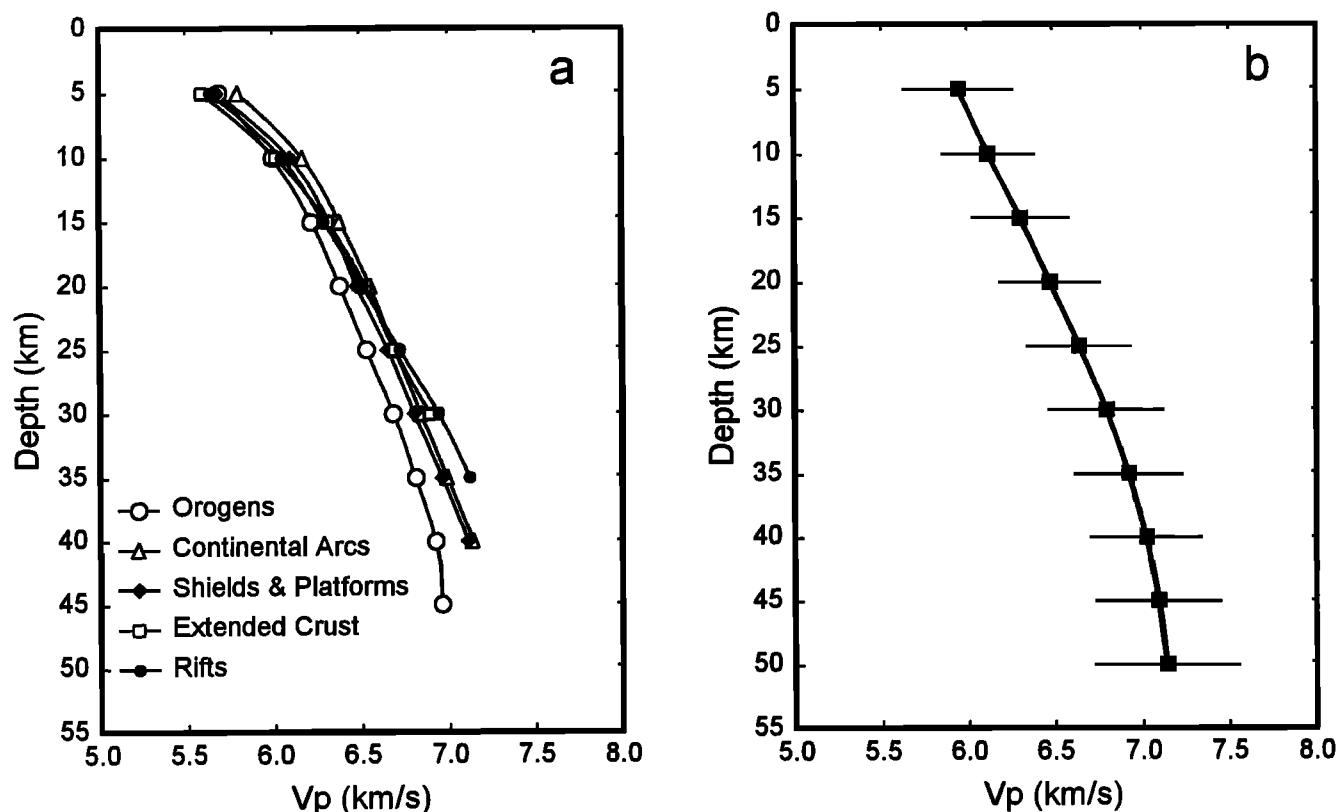 a
0
5
10
15
20
25
30
35
40
45
50
55
Depth (km)
5.0 5.5 6.0 6.5 7.0 7.5 8.0
Vp (km/s)
Orogens
Continental Arcs
Shields & Platforms
Extended Crust
Rifts
b
0
5
10
15
20
25
30
35
40
45
50
55
Depth (km)
5.0 5.5 6.0 6.5 7.0 7.5 8.0
Vp (km/s)